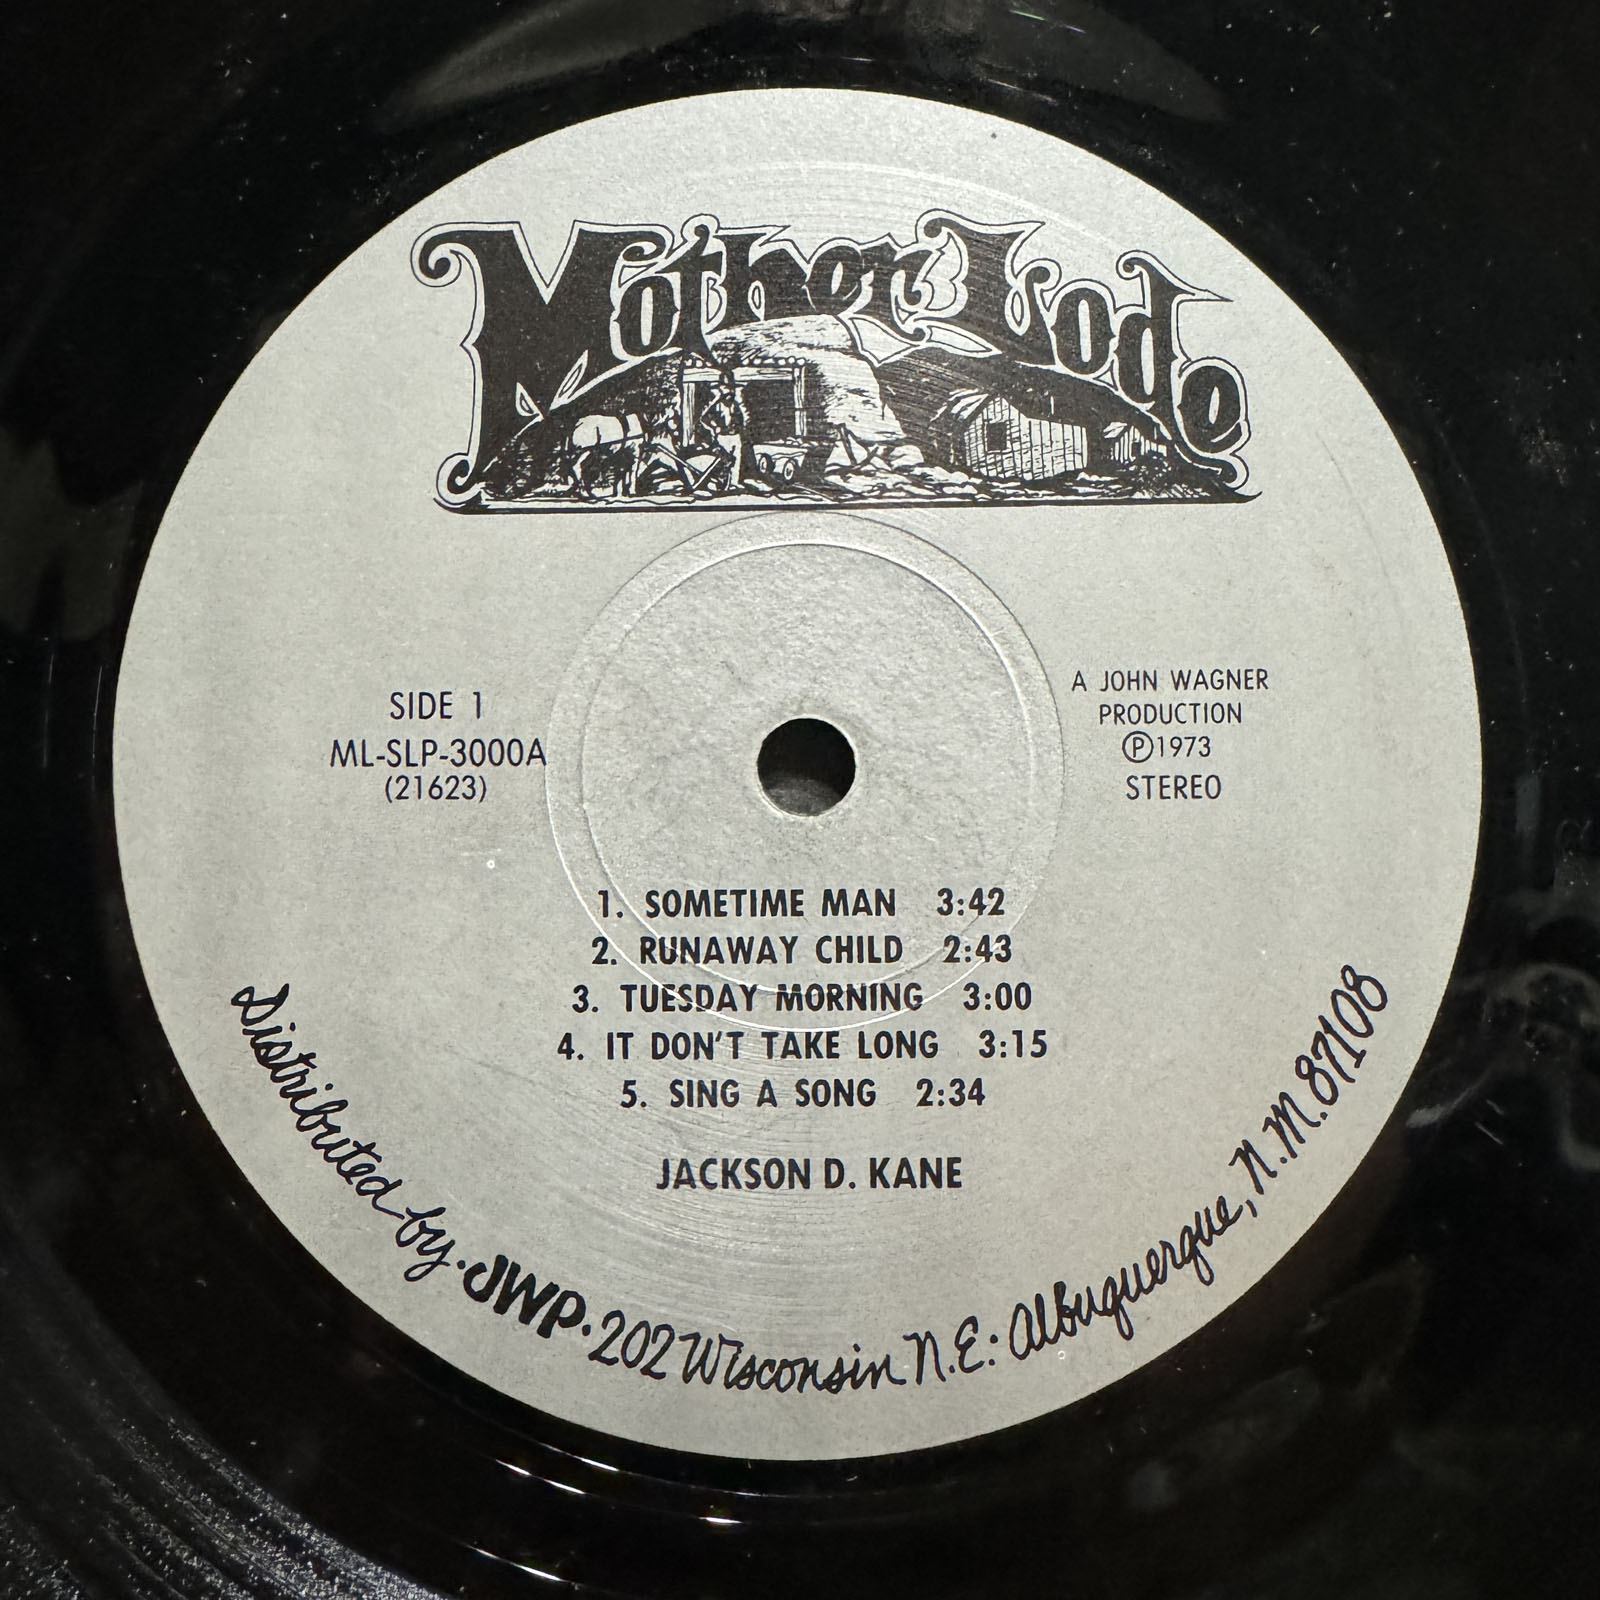 Mother Lode
SIDE 1
ML-SLP-3000A
(21623)
A JOHN WAGNER
PRODUCTION
Ⓟ1973
STEREO
1. SOMETIME MAN 3:42
2. RUNAWAY CHILD 2:43
3. TUESDAY MORNING 3:00
4. IT DON'T TAKE LONG 3:15
5. SING A SONG 2:34
JACKSON D. KANE
Distributed by · JWP · 202 Wisconsin N.E: Albuquerque, N.M. 87108